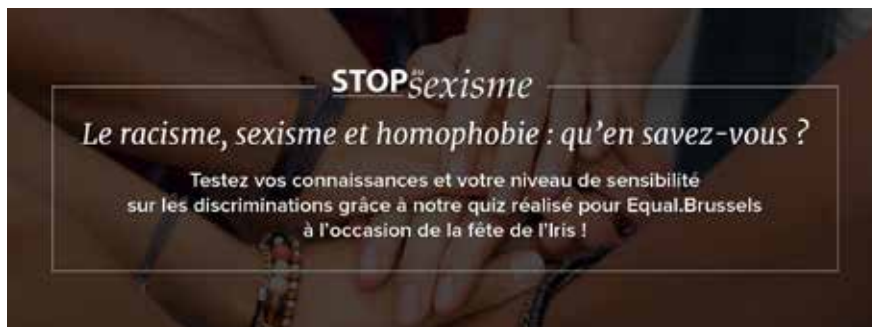 STOP au sexisme
Le racisme, sexisme et homophobie : qu'en savez-vous ?
Testez vos connaissances et votre niveau de sensibilité
sur les discriminations grâce à notre quiz réalisé pour Equal.Brussels
à l'occasion de la fête de l'Iris !